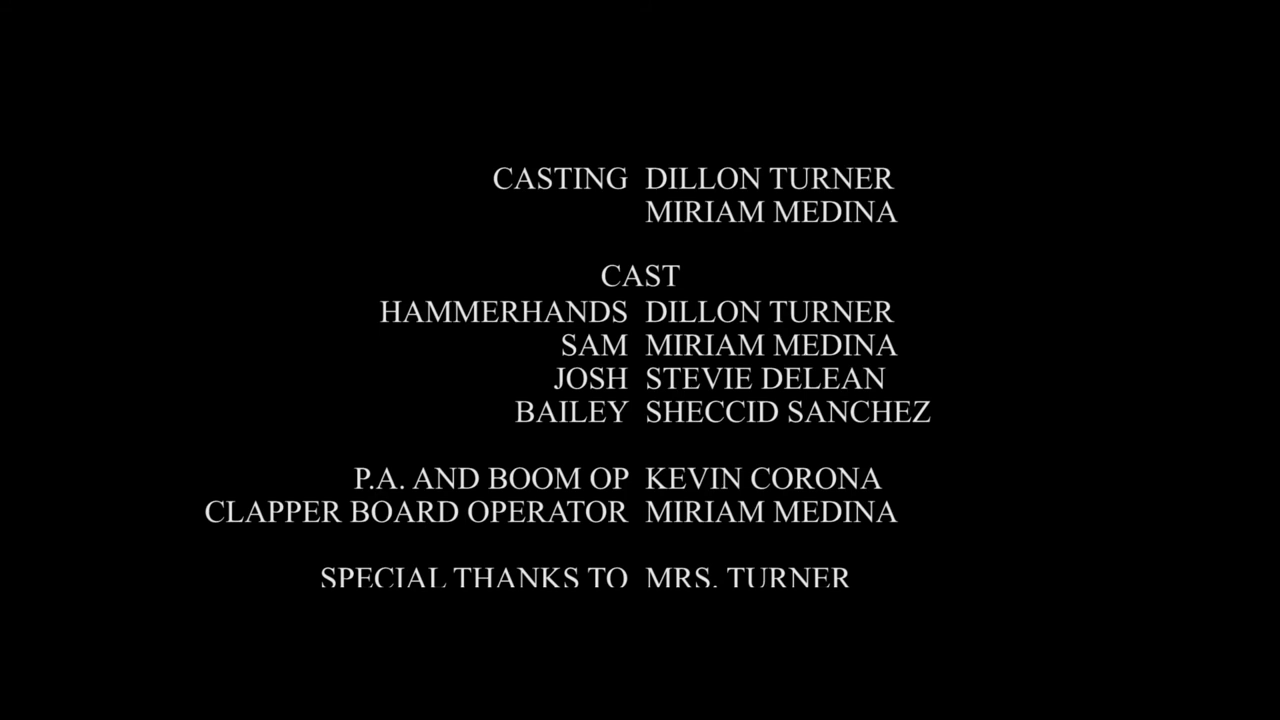 CASTING DILLON TURNER
MIRIAM MEDINA
CAST
HAMMERHANDS DILLON TURNER
SAM MIRIAM MEDINA
JOSH STEVIE DELEAN
BAILEY SHECCID SANCHEZ
P.A. AND BOOM OP KEVIN CORONA
CLAPPER BOARD OPERATOR MIRIAM MEDINA
SPECIAL THANKS TO MRS. TURNER